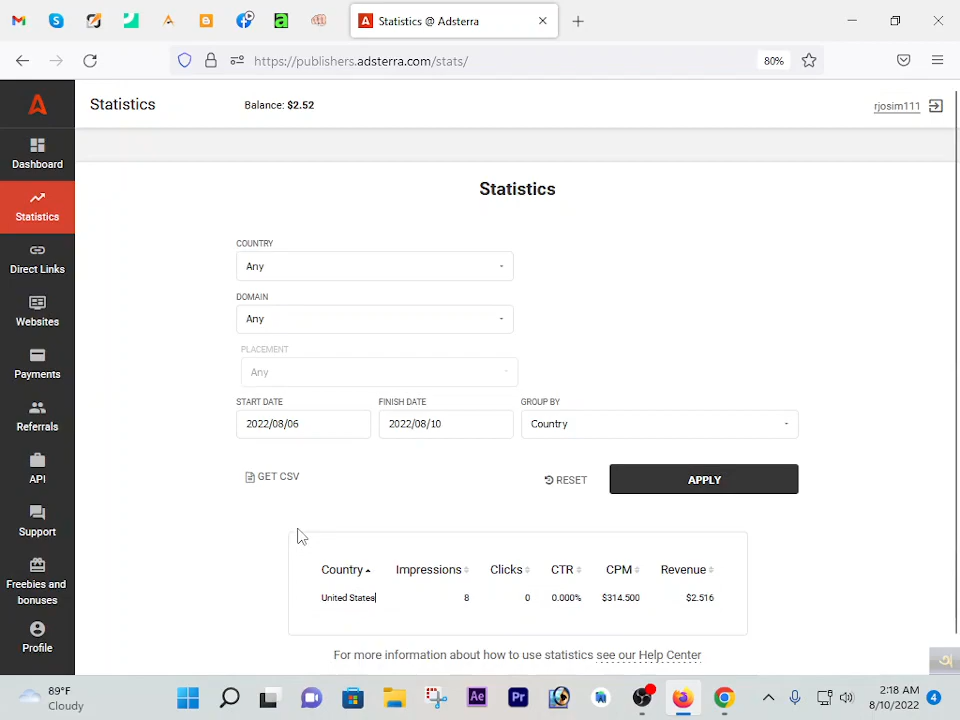 Statistics @ Adsterra
https://publishers.adsterra.com/stats/
80%
Statistics
Balance: $2.52
rjosim111
Dashboard
Statistics
Direct Links
Websites
Payments
Referrals
API
Support
Freebies and
bonuses
Profile
Statistics
COUNTRY
Any
DOMAIN
Any
PLACEMENT
Any
START DATE
FINISH DATE
GROUP BY
2022/08/06
2022/08/10
Country
GET CSV
RESET
APPLY
Country Impressions Clicks CTR CPM Revenue
United States 8 0 0.000% $314.500 $2.516
For more information about how to use statistics see our Help Center
89°F
Cloudy
Ae
Pr
2:18 AM
8/10/2022
4